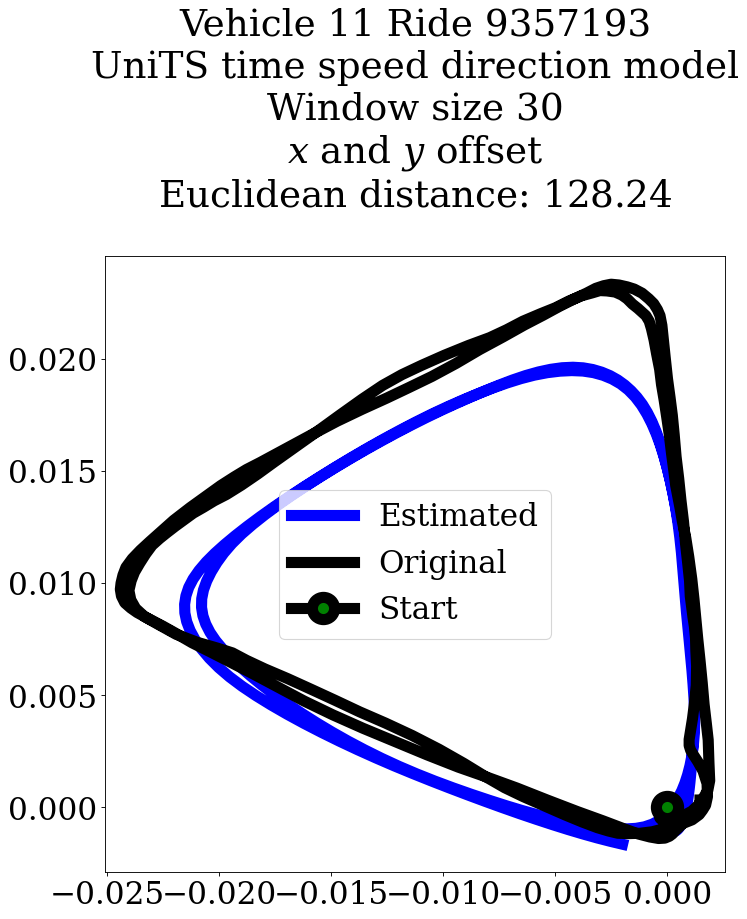 Vehicle 11 Ride 9357193
UniTS time speed direction model
Window size 30
x and y offset
Euclidean distance: 128.24
0.020
0.015
0.010
0.005
0.000
Estimated
Original
Start
−0.025 −0.020 −0.015 −0.010 −0.005 0.000